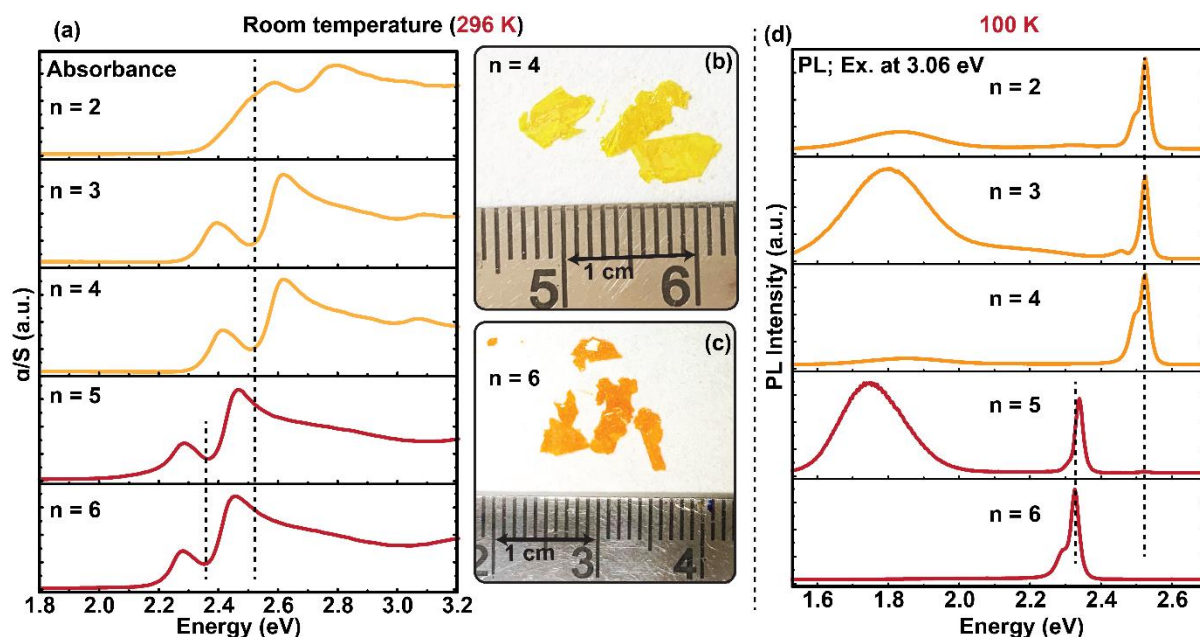 Room temperature (296 K)
100 K
(a)
Absorbance
n = 2
n = 3
n = 4
n = 5
n = 6
α/S (a.u.)
1.8 2.0 2.2 2.4 2.6 2.8 3.0 3.2
Energy (eV)
(b)
n = 4
5 6
1 cm
(c)
n = 6
2 3 4
1 cm
(d)
PL; Ex. at 3.06 eV
n = 2
n = 3
n = 4
n = 5
n = 6
PL Intensity (a.u.)
1.6 1.8 2.0 2.2 2.4 2.6
Energy (eV)